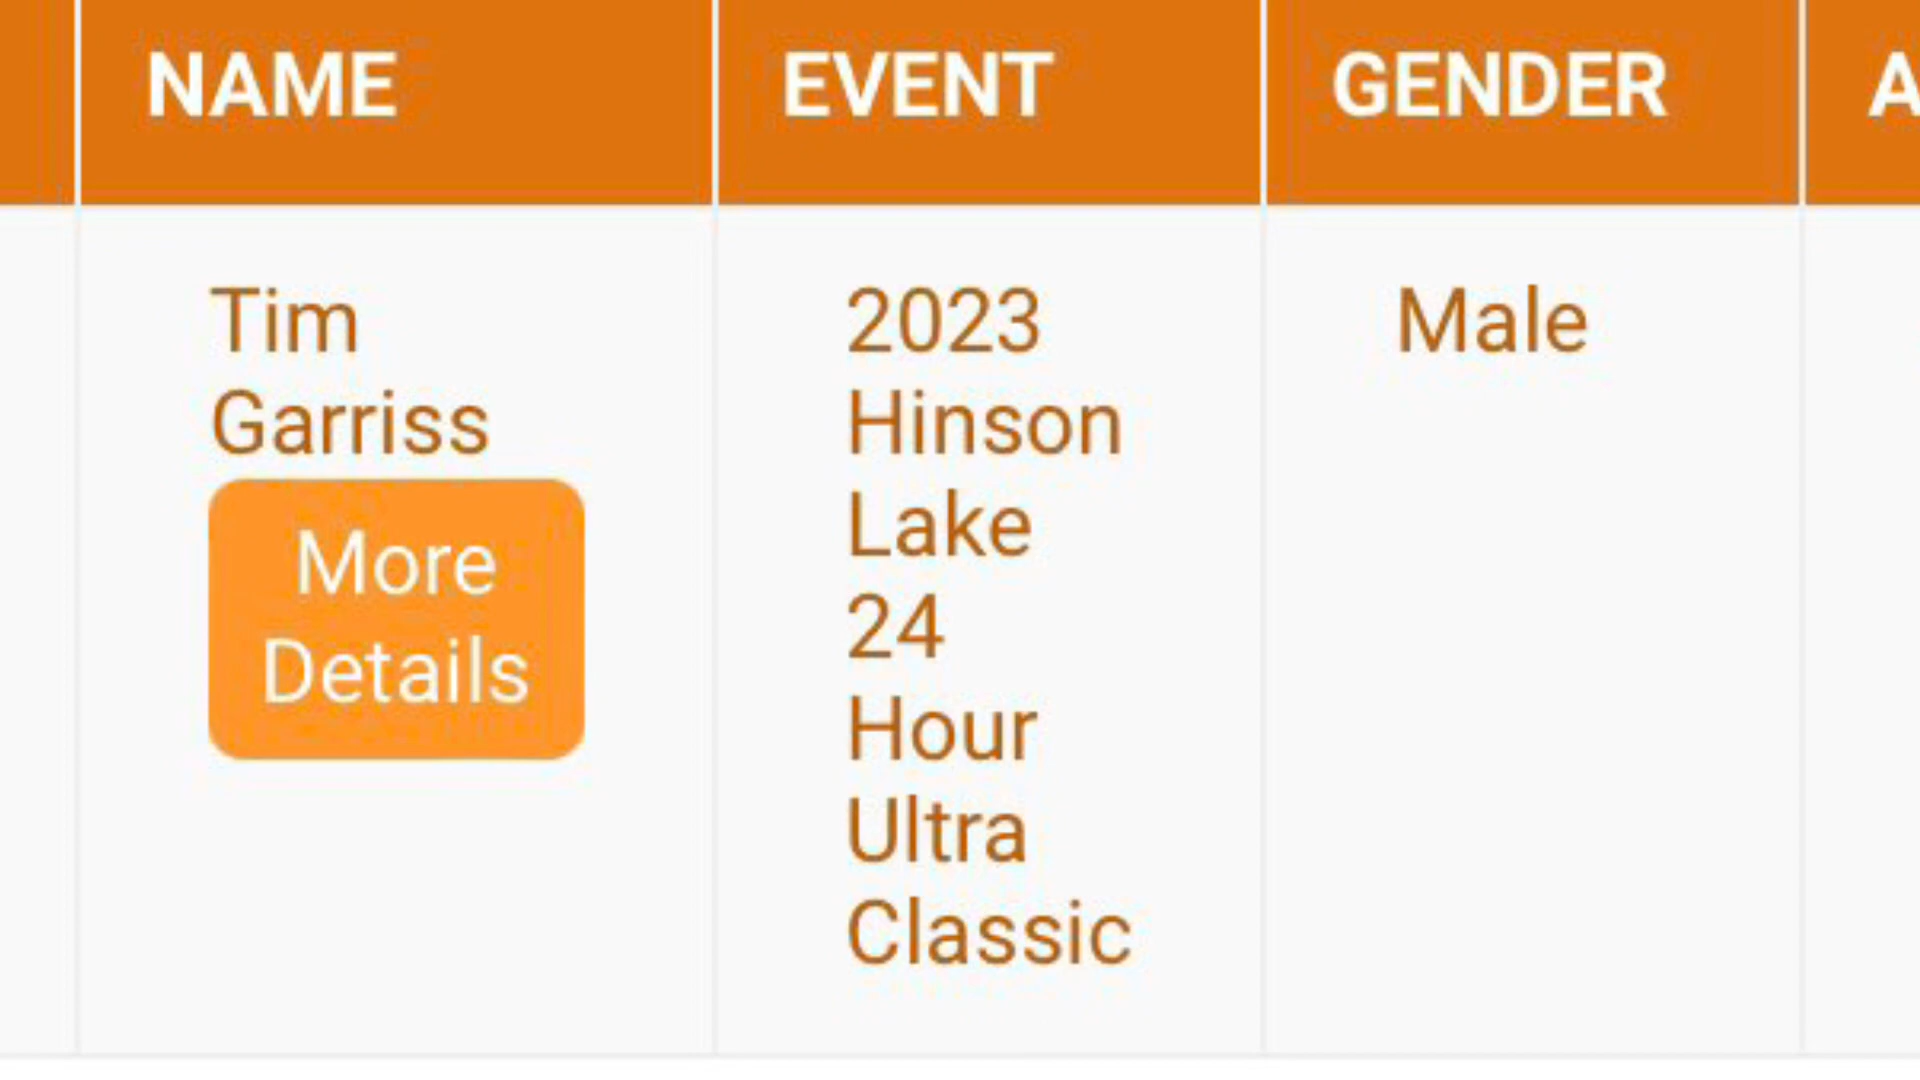 NAME EVENT GENDER A
Tim
Garriss
More
Details
2023
Hinson
Lake
24
Hour
Ultra
Classic
Male